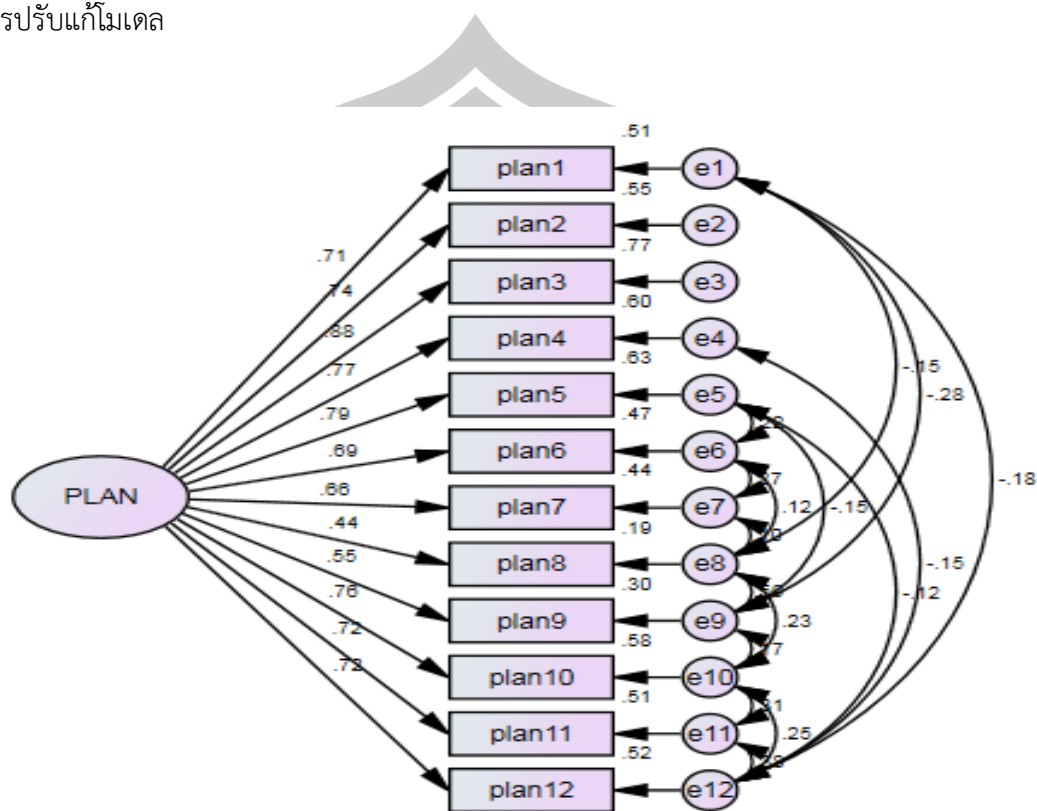 รปรับแก้โมเดล
.51
plan1
e1
.55
plan2
e2
.77
.71
plan3
e3
.74
.60
.88
plan4
e4
.63
.77
-.15
plan5
e5
-.28
.79
.47
.69
plan6
e6
.44
-.18
PLAN
.66
plan7
e7
.12
-.15
.44
.19
.55
plan8
e8
-.15
.30
.76
-.12
plan9
e9
.23
.72
.58
.72
plan10
e10
.51
plan11
e11
.25
.52
plan12
e12